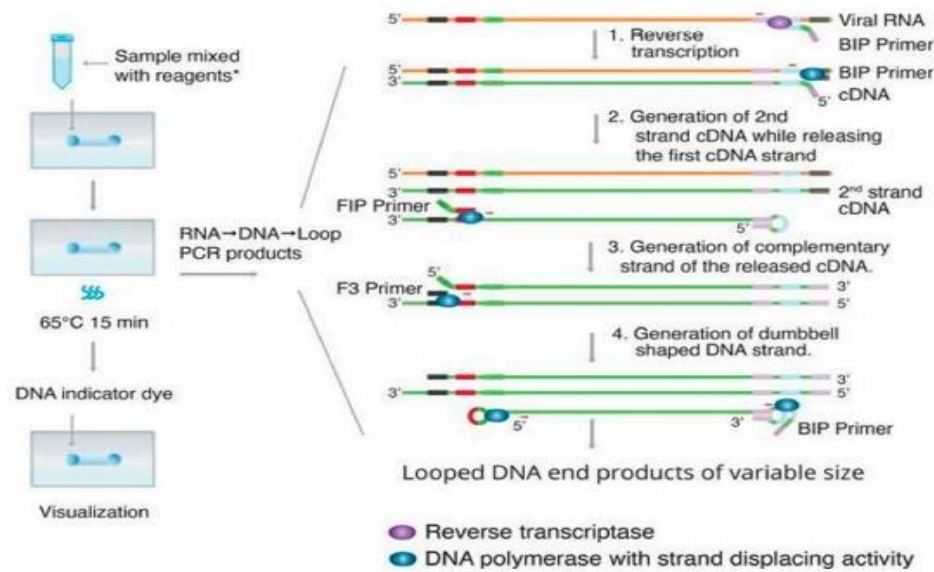 Sample mixed
with reagents*
RNA→DNA→Loop
PCR products
65°C 15 min
DNA indicator dye
Visualization
5'
Viral RNA
BIP Primer
1. Reverse
transcription
5'
3'
BIP Primer
cDNA
5'
2. Generation of 2nd
strand cDNA while releasing
the first cDNA strand
5'
3'
2nd strand
cDNA
FIP Primer
3'
5'
3. Generation of complementary
strand of the released cDNA.
5'
F3 Primer
3'
3'
5'
4. Generation of dumbbell
shaped DNA strand.
3'
3'
5'
5'
3'
BIP Primer
Looped DNA end products of variable size
Reverse transcriptase
DNA polymerase with strand displacing activity